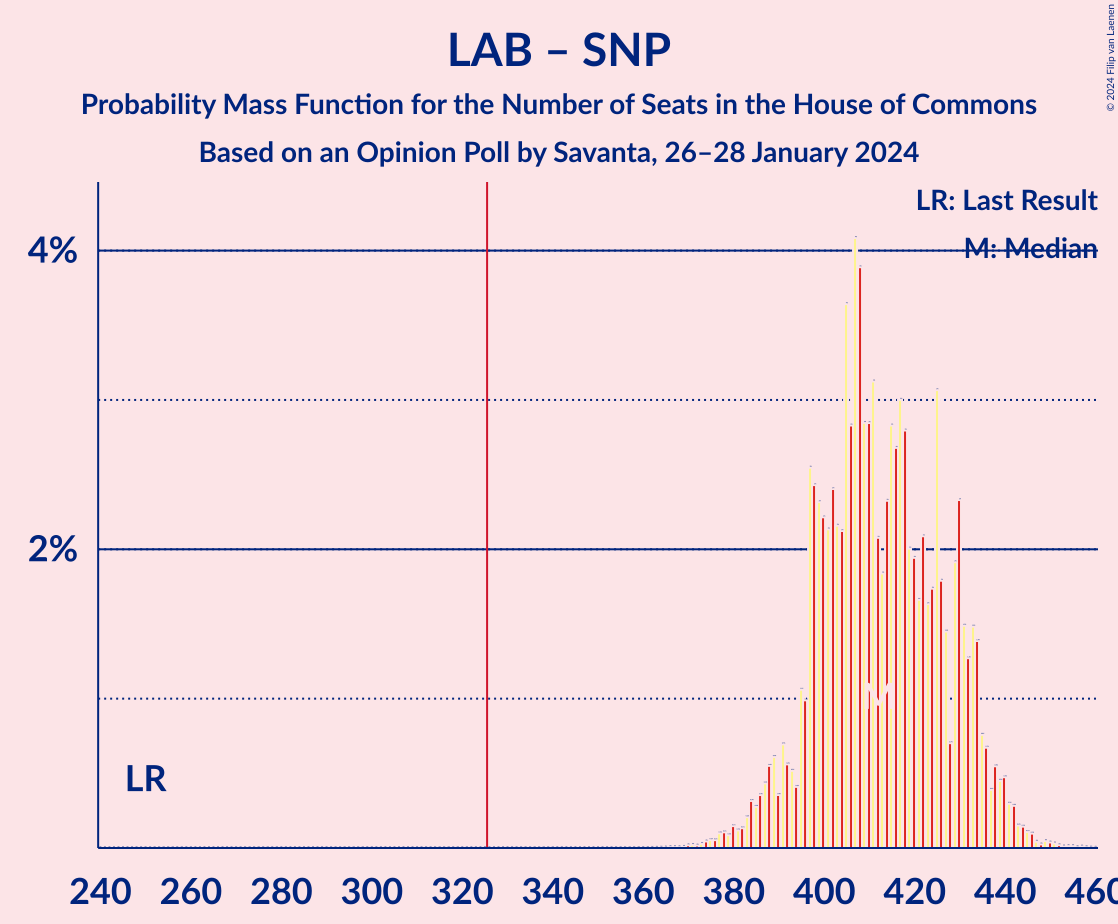 LAB – SNP
Probability Mass Function for the Number of Seats in the House of Commons
Based on an Opinion Poll by Savanta, 26–28 January 2024
© 2024 Filip van Laenen
LR: Last Result
M: Median
4%
2%
LR
M
240 260 280 300 320 340 360 380 400 420 440 460